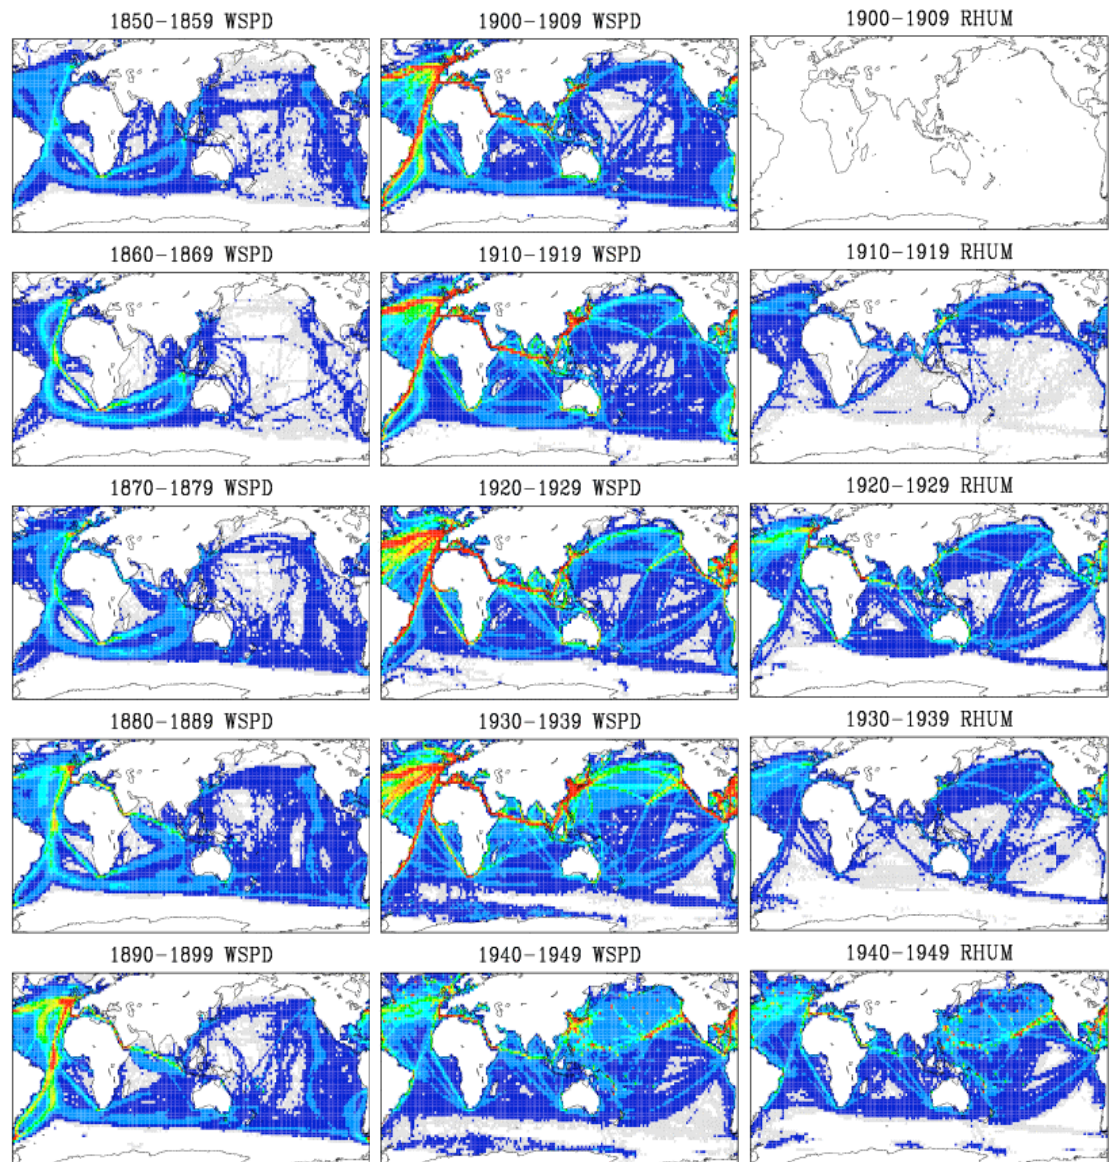 1850-1859 WSPD
1900-1909 WSPD
1900-1909 RHUM
1860-1869 WSPD
1910-1919 WSPD
1910-1919 RHUM
1870-1879 WSPD
1920-1929 WSPD
1920-1929 RHUM
1880-1889 WSPD
1930-1939 WSPD
1930-1939 RHUM
1890-1899 WSPD
1940-1949 WSPD
1940-1949 RHUM